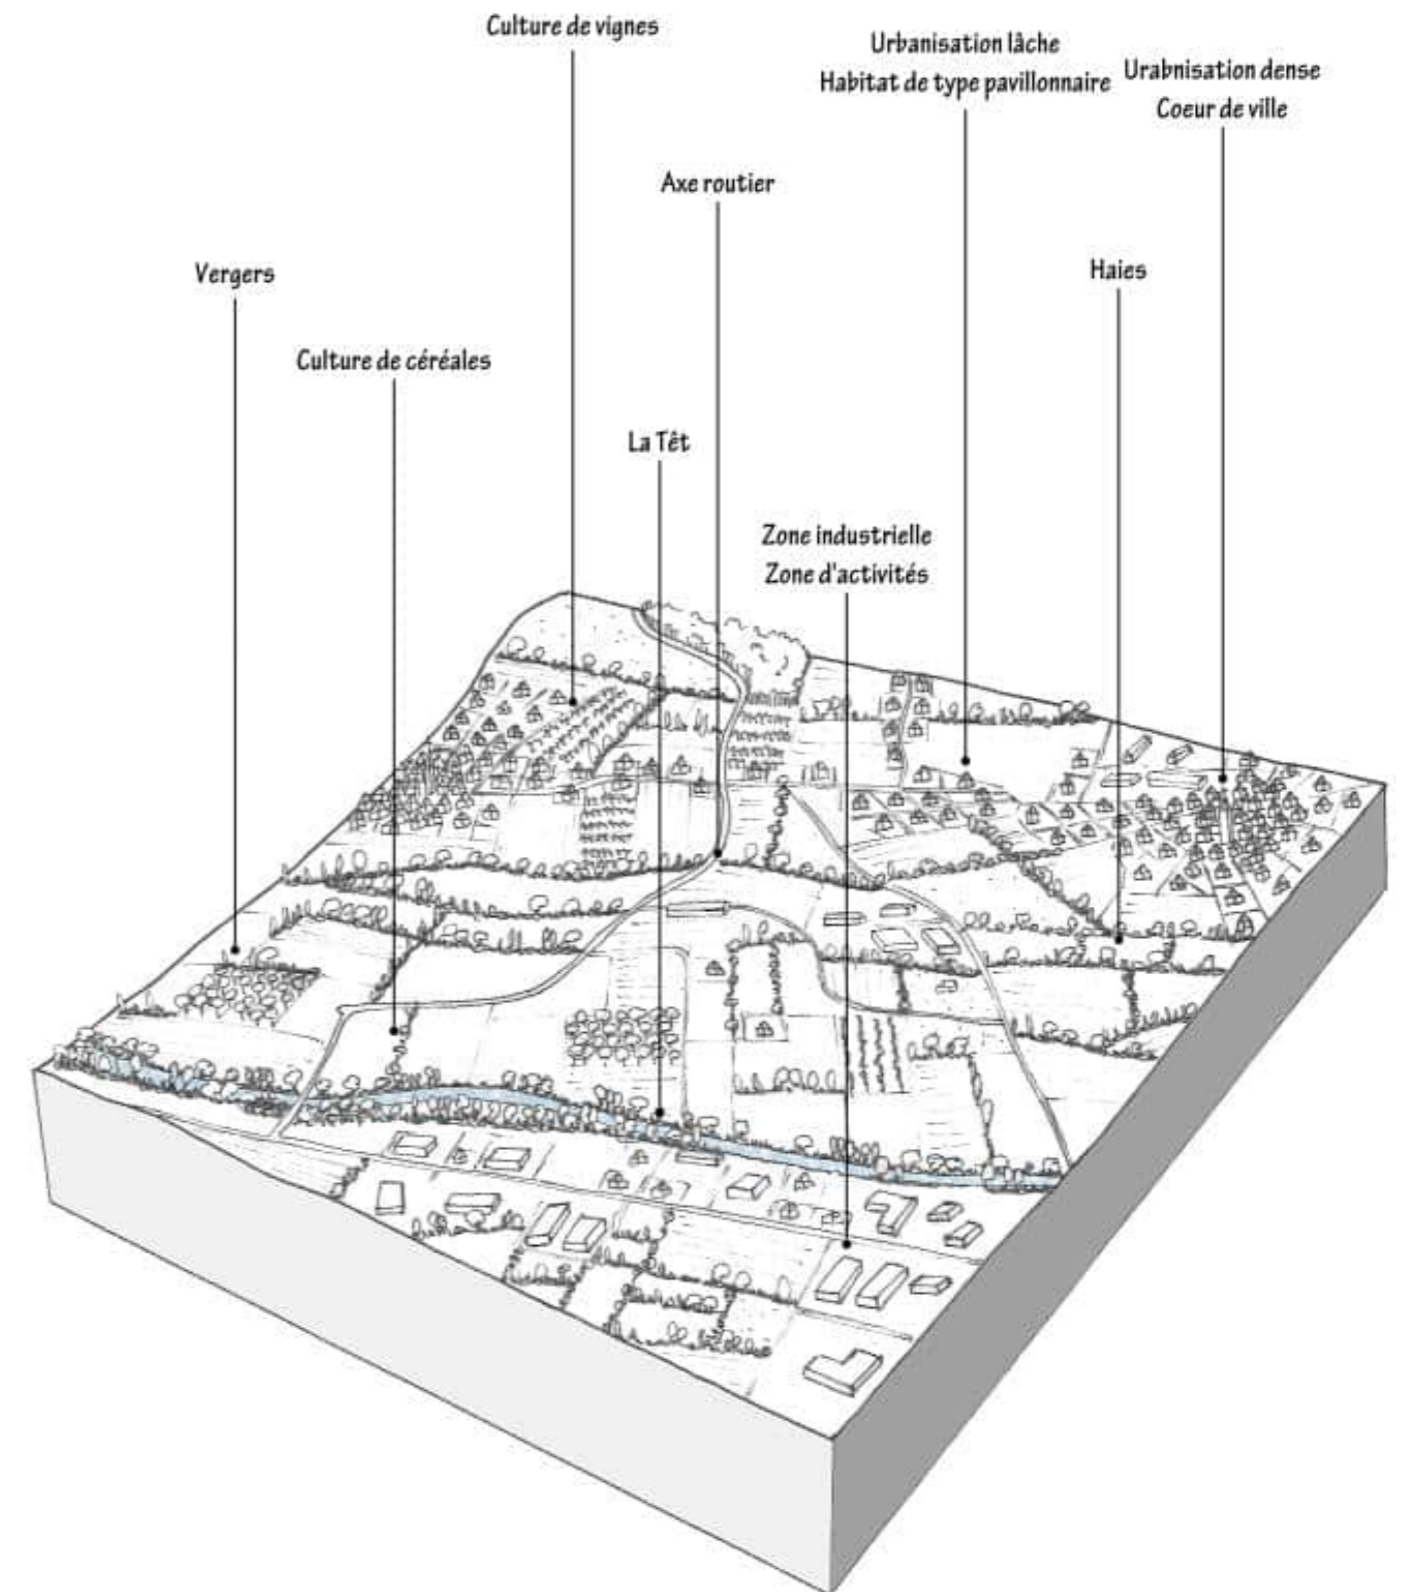 Culture de vignes
Urbanisation lâche
Habitat de type pavillonnaire
Urabnisation dense
Coeur de ville
Axe routier
Vergers
Haies
Culture de céréales
La Têt
Zone industrielle
Zone d'activités